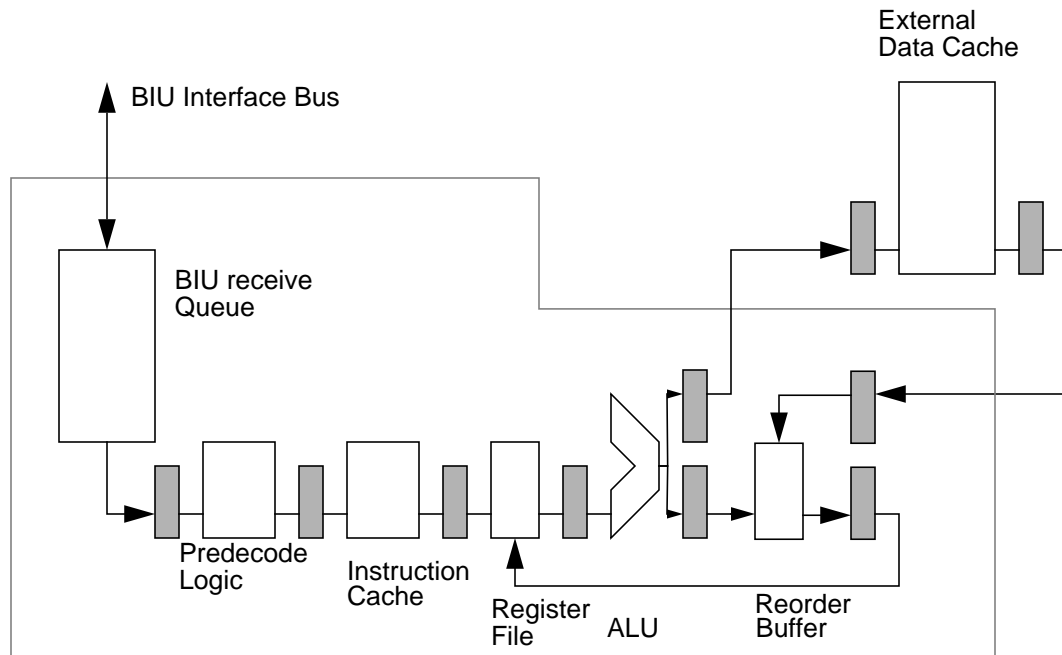 External
Data Cache
BIU Interface Bus
BIU receive
Queue
Predecode
Logic
Instruction
Cache
Register
File
ALU
Reorder
Buffer